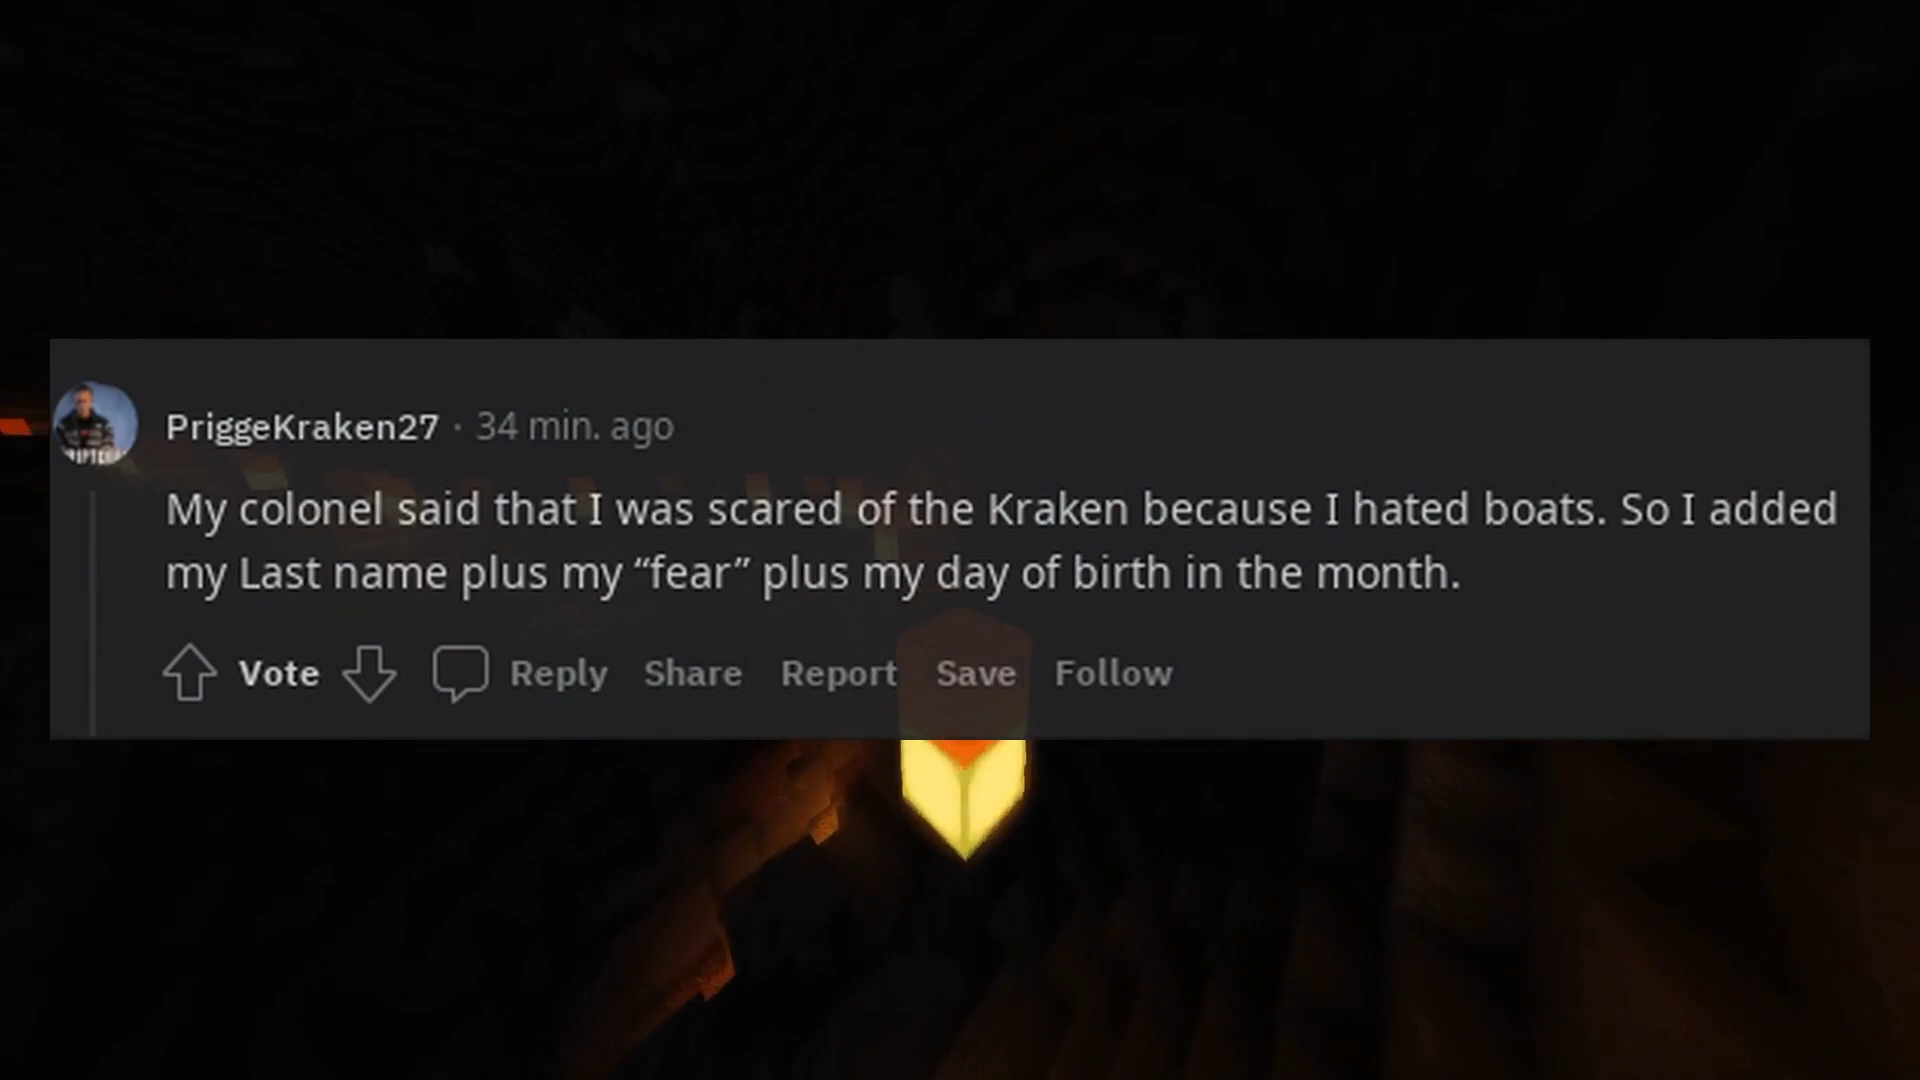 PriggeKraken27 · 34 min. ago
My colonel said that I was scared of the Kraken because I hated boats. So I added
my Last name plus my “fear” plus my day of birth in the month.
Vote Reply Share Report Save Follow